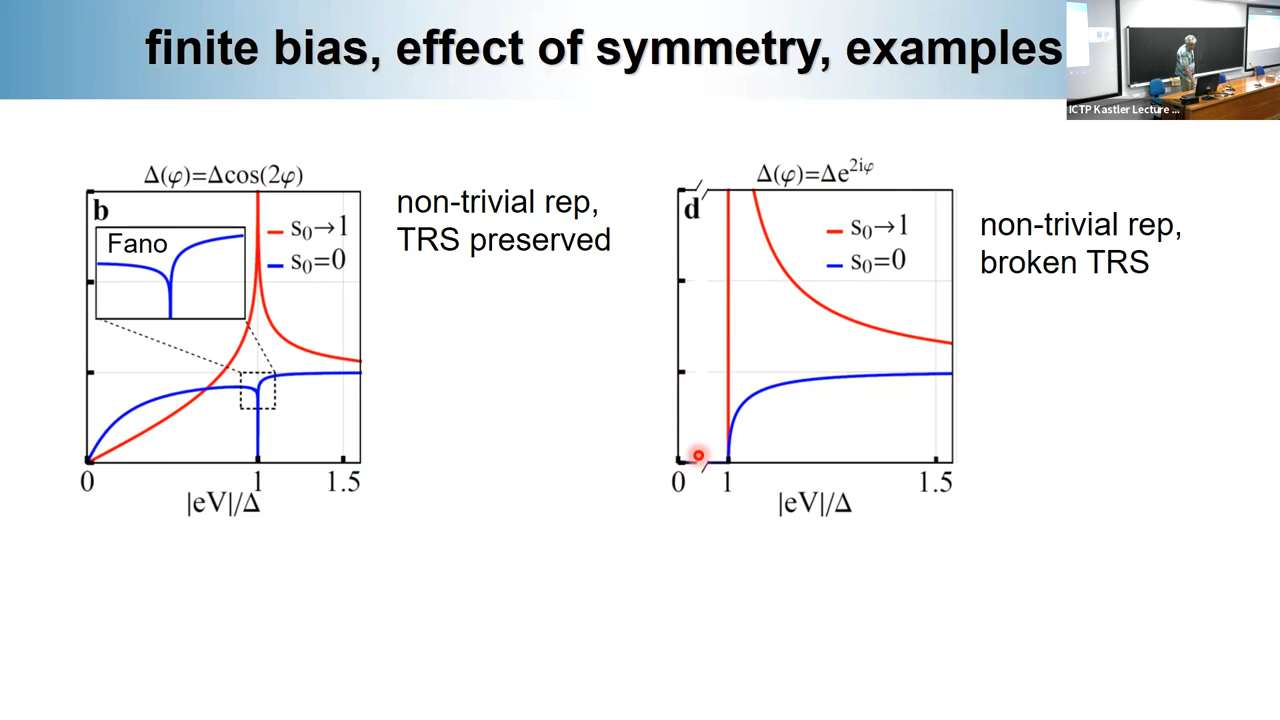 finite bias, effect of symmetry, examples
ICTP Kastler Lecture ...
Δ(φ)=Δcos(2φ)
b
Fano
s₀→1
s₀=0
0
1
1.5
|eV|/Δ
non-trivial rep,
TRS preserved
Δ(φ)=Δe²ⁱᵠ
d
s₀→1
s₀=0
0
1
1.5
|eV|/Δ
non-trivial rep,
broken TRS